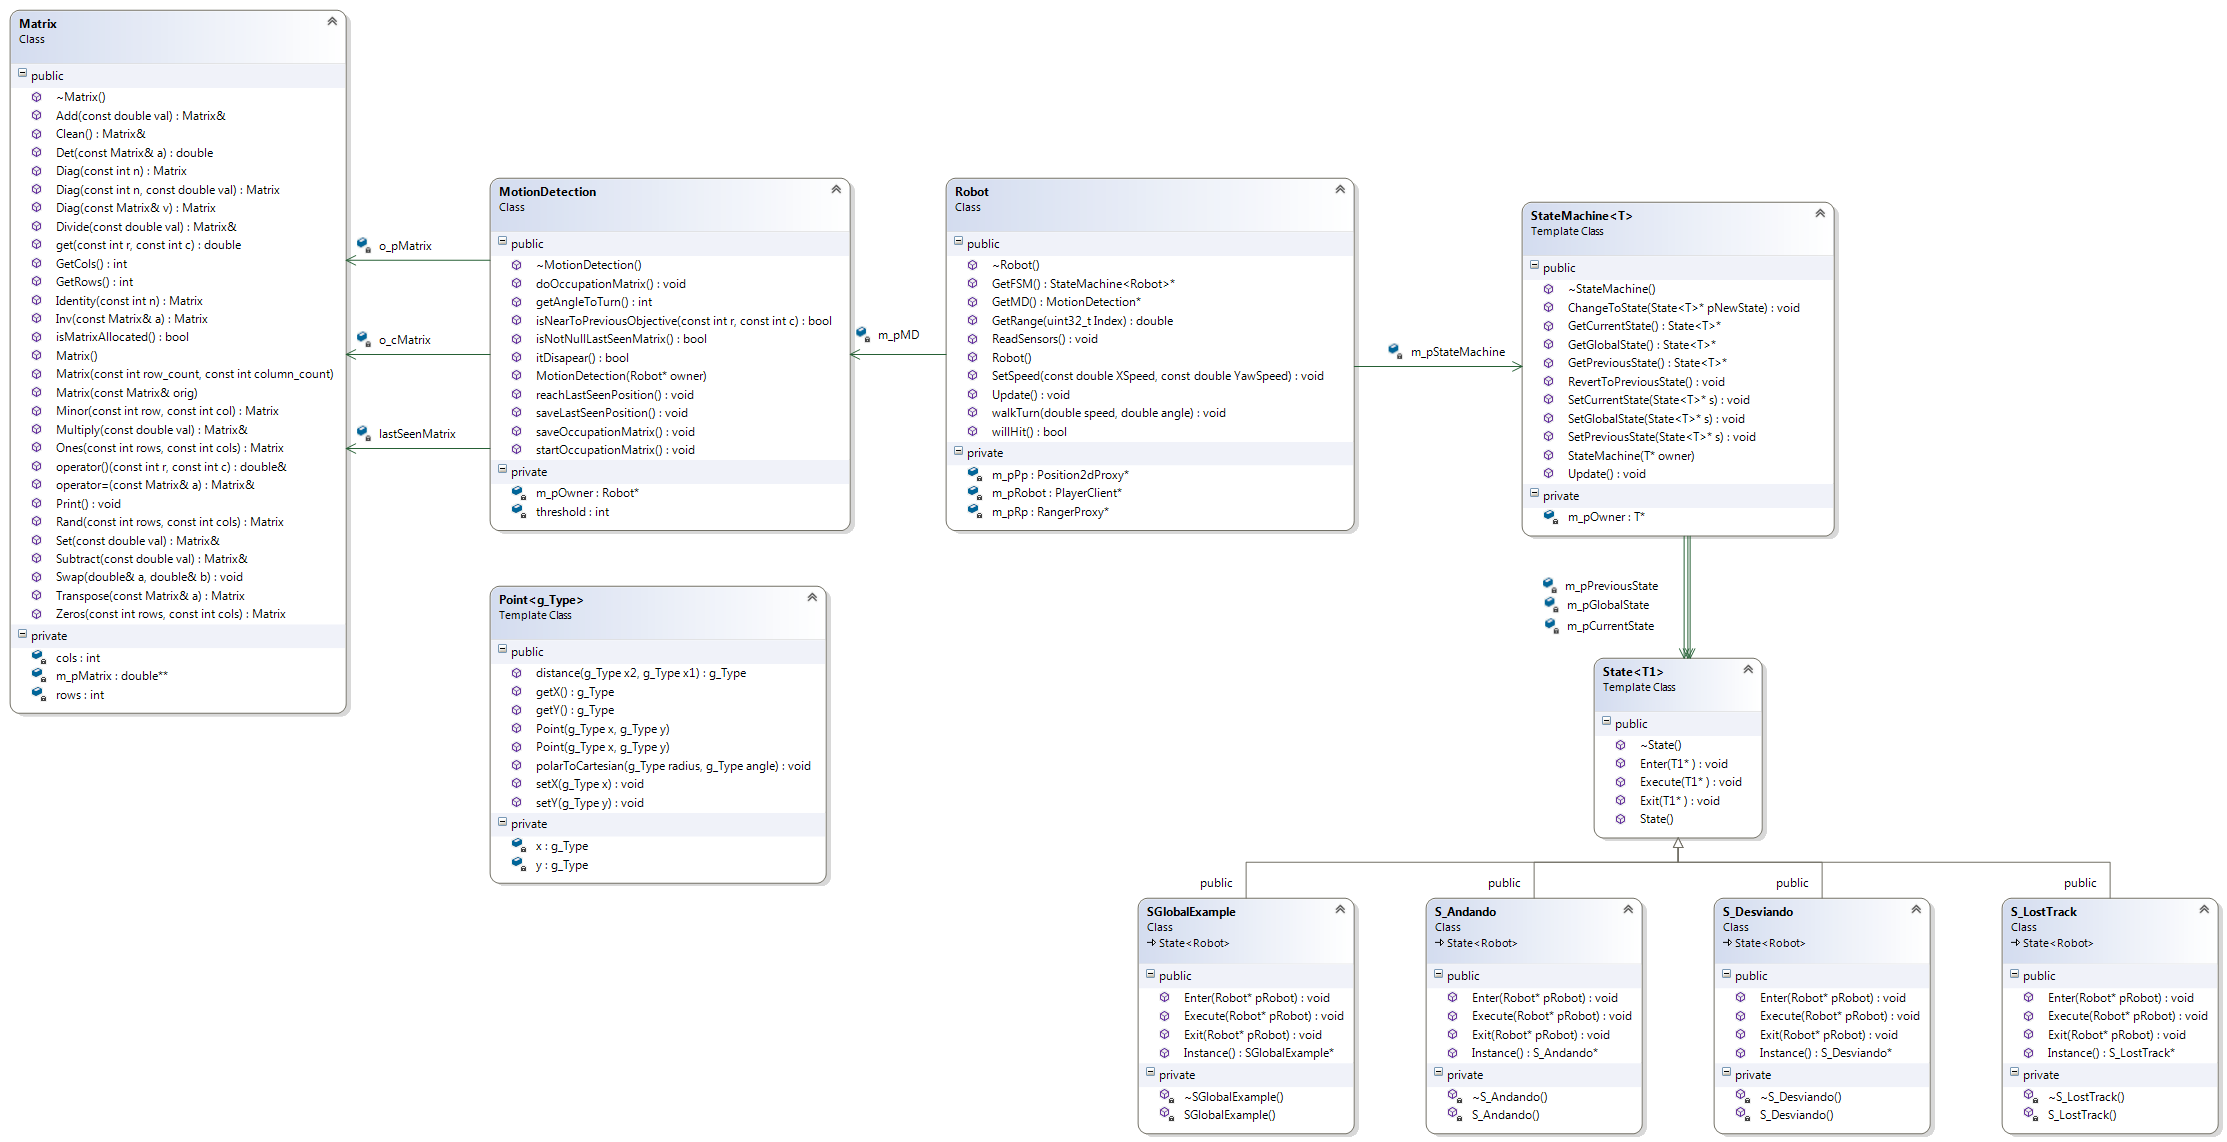 Matrix
Class
public
~Matrix()
Add(const double val) : Matrix&
Clean() : Matrix&
Det(const Matrix& a) : double
Diag(const int n) : Matrix
Diag(const int n, const double val) : Matrix
Diag(const Matrix& v) : Matrix
Divide(const double val) : Matrix&
get(const int r, const int c) : double
GetCols() : int
GetRows() : int
Identity(const int n) : Matrix
Inv(const Matrix& a) : Matrix
isMatrixAllocated() : bool
Matrix()
Matrix(const int row_count, const int column_count)
Matrix(const Matrix& orig)
Minor(const int row, const int col) : Matrix
Multiply(const double val) : Matrix&
Ones(const int rows, const int cols) : Matrix
operator()(const int r, const int c) : double&
operator=(const Matrix& a) : Matrix&
Print() : void
Rand(const int rows, const int cols) : Matrix
Set(const double val) : Matrix&
Subtract(const double val) : Matrix&
Swap(double& a, double& b) : void
Transpose(const Matrix& a) : Matrix
Zeros(const int rows, const int cols) : Matrix
private
cols : int
m_pMatrix : double**
rows : int
o_pMatrix
o_cMatrix
lastSeenMatrix
MotionDetection
Class
public
~MotionDetection()
doOccupationMatrix() : void
getAngleToTurn() : int
isNearToPreviousObjective(const int r, const int c) : bool
isNotNullLastSeenMatrix() : bool
itDisapear() : bool
MotionDetection(Robot* owner)
reachLastSeenPosition() : void
saveLastSeenPosition() : void
saveOccupationMatrix() : void
startOccupationMatrix() : void
private
m_pOwner : Robot*
threshold : int
m_pMD
Robot
Class
public
~Robot()
GetFSM() : StateMachine<Robot>*
GetMD() : MotionDetection*
GetRange(uint32_t Index) : double
ReadSensors() : void
Robot()
SetSpeed(const double XSpeed, const double YawSpeed) : void
Update() : void
walkTurn(double speed, double angle) : void
willHit() : bool
private
m_pPp : Position2dProxy*
m_pRobot : PlayerClient*
m_pRp : RangerProxy*
m_pStateMachine
StateMachine<T>
Template Class
public
~StateMachine()
ChangeToState(State<T>* pNewState) : void
GetCurrentState() : State<T>*
GetGlobalState() : State<T>*
GetPreviousState() : State<T>*
RevertToPreviousState() : void
SetCurrentState(State<T>* s) : void
SetGlobalState(State<T>* s) : void
SetPreviousState(State<T>* s) : void
StateMachine(T* owner)
Update() : void
private
m_pOwner : T*
Point<g_Type>
Template Class
public
distance(g_Type x2, g_Type x1) : g_Type
getX() : g_Type
getY() : g_Type
Point(g_Type x, g_Type y)
Point(g_Type x, g_Type y)
polarToCartesian(g_Type radius, g_Type angle) : void
setX(g_Type x) : void
setY(g_Type y) : void
private
x : g_Type
y : g_Type
m_pPreviousState
m_pGlobalState
m_pCurrentState
State<T1>
Template Class
public
~State()
Enter(T1* ) : void
Execute(T1* ) : void
Exit(T1* ) : void
State()
public
public
public
public
SGlobalExample
Class
State<Robot>
public
Enter(Robot* pRobot) : void
Execute(Robot* pRobot) : void
Exit(Robot* pRobot) : void
Instance() : SGlobalExample*
private
~SGlobalExample()
SGlobalExample()
S_Andando
Class
State<Robot>
public
Enter(Robot* pRobot) : void
Execute(Robot* pRobot) : void
Exit(Robot* pRobot) : void
Instance() : S_Andando*
private
~S_Andando()
S_Andando()
S_Desviando
Class
State<Robot>
public
Enter(Robot* pRobot) : void
Execute(Robot* pRobot) : void
Exit(Robot* pRobot) : void
Instance() : S_Desviando*
private
~S_Desviando()
S_Desviando()
S_LostTrack
Class
State<Robot>
public
Enter(Robot* pRobot) : void
Execute(Robot* pRobot) : void
Exit(Robot* pRobot) : void
Instance() : S_LostTrack*
private
~S_LostTrack()
S_LostTrack()